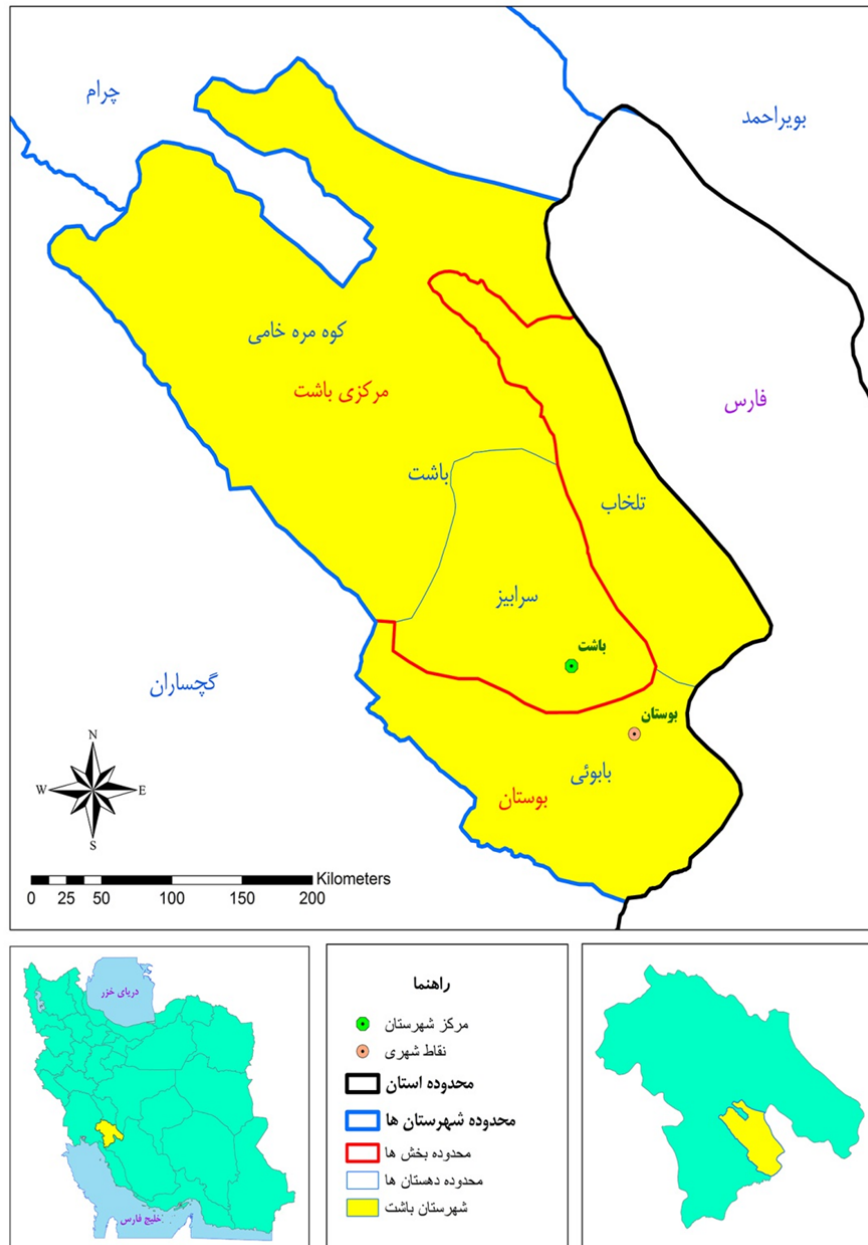 چرام
بویراحمد
کوه مره خامی
مرکزی باشت
فارس
باشت
تلخاب
سرابیز
باشت
گچساران
بوستان
بابوئی
بوستان
N
W E
S
Kilometers
0 25 50 100 150 200
دریای خزر
خلیج فارس
راهنما
مرکز شهرستان
نقاط شهری
محدوده استان
محدوده شهرستان ها
محدوده بخش ها
محدوده دهستان ها
شهرستان باشت